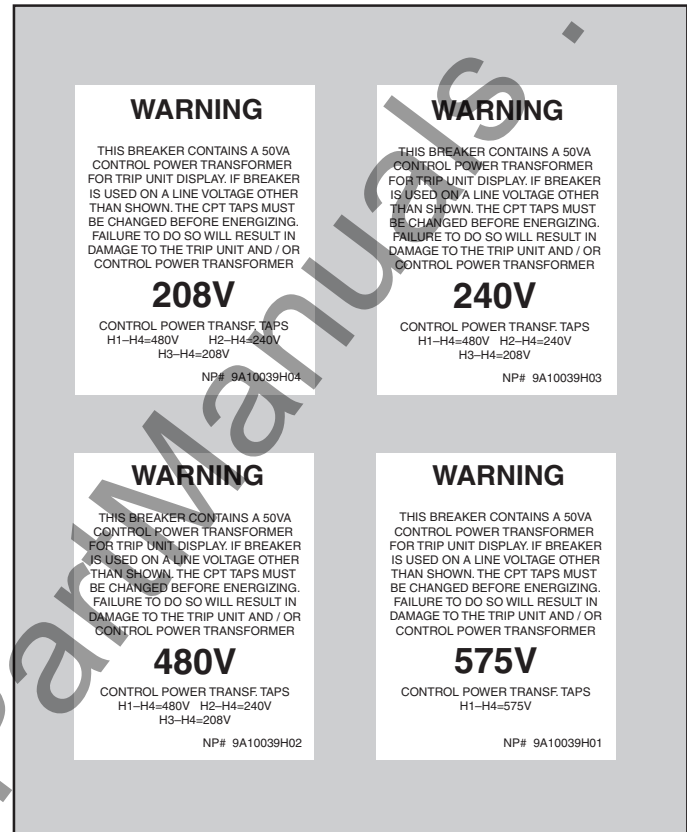 WARNING
THIS BREAKER CONTAINS A 50VA
CONTROL POWER TRANSFORMER
FOR TRIP UNIT DISPLAY. IF BREAKER
IS USED ON A LINE VOLTAGE OTHER
THAN SHOWN. THE CPT TAPS MUST
BE CHANGED BEFORE ENERGIZING.
FAILURE TO DO SO WILL RESULT IN
DAMAGE TO THE TRIP UNIT AND / OR
CONTROL POWER TRANSFORMER
208V
CONTROL POWER TRANSF. TAPS
H1–H4=480V H2–H4=240V
H3–H4=208V
NP# 9A10039H04
WARNING
THIS BREAKER CONTAINS A 50VA
CONTROL POWER TRANSFORMER
FOR TRIP UNIT DISPLAY. IF BREAKER
IS USED ON A LINE VOLTAGE OTHER
THAN SHOWN. THE CPT TAPS MUST
BE CHANGED BEFORE ENERGIZING.
FAILURE TO DO SO WILL RESULT IN
DAMAGE TO THE TRIP UNIT AND / OR
CONTROL POWER TRANSFORMER
240V
CONTROL POWER TRANSF. TAPS
H1–H4=480V H2–H4=240V
H3–H4=208V
NP# 9A10039H03
WARNING
THIS BREAKER CONTAINS A 50VA
CONTROL POWER TRANSFORMER
FOR TRIP UNIT DISPLAY. IF BREAKER
IS USED ON A LINE VOLTAGE OTHER
THAN SHOWN. THE CPT TAPS MUST
BE CHANGED BEFORE ENERGIZING.
FAILURE TO DO SO WILL RESULT IN
DAMAGE TO THE TRIP UNIT AND / OR
CONTROL POWER TRANSFORMER
480V
CONTROL POWER TRANSF. TAPS
H1–H4=480V H2–H4=240V
H3–H4=208V
NP# 9A10039H02
WARNING
THIS BREAKER CONTAINS A 50VA
CONTROL POWER TRANSFORMER
FOR TRIP UNIT DISPLAY. IF BREAKER
IS USED ON A LINE VOLTAGE OTHER
THAN SHOWN. THE CPT TAPS MUST
BE CHANGED BEFORE ENERGIZING.
FAILURE TO DO SO WILL RESULT IN
DAMAGE TO THE TRIP UNIT AND / OR
CONTROL POWER TRANSFORMER
575V
CONTROL POWER TRANSF. TAPS
H1–H4=575V
NP# 9A10039H01
PartManuals.